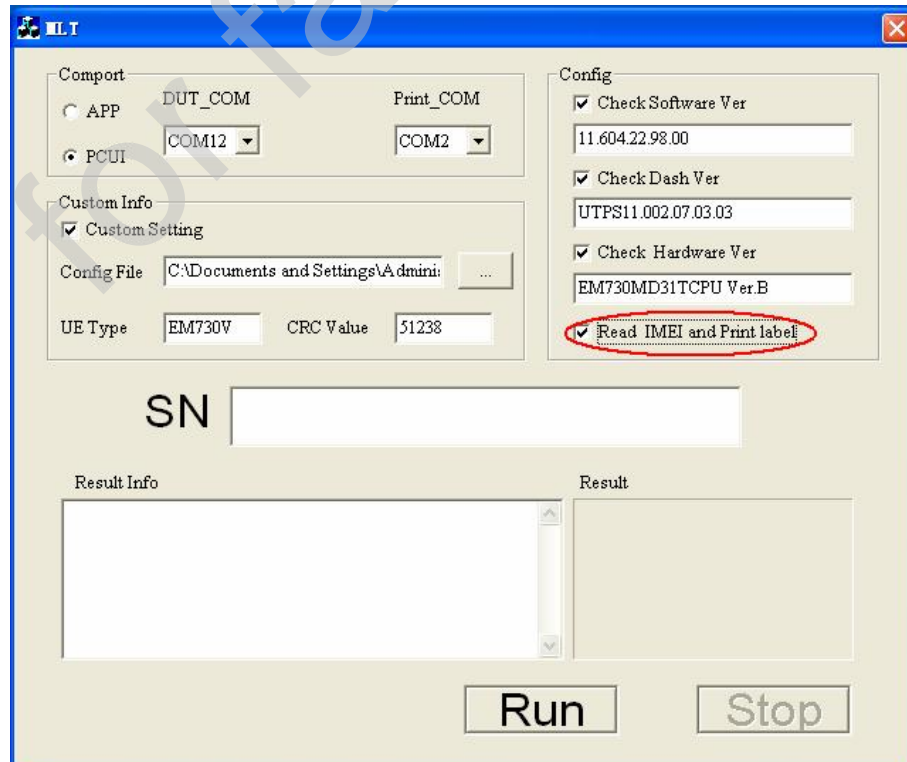 MLT
Comport
APP
PCUI
DUT_COM
COM12
Print_COM
COM2
Custom Info
Custom Setting
Config File C:\Documents and Settings\Admini ...
UE Type EM730V CRC Value 51238
Config
Check Software Ver
11.604.22.98.00
Check Dash Ver
UTPS11.002.07.03.03
Check Hardware Ver
EM730MD31TCPU Ver.B
Read IMEI and Print label
SN
Result Info
Result
Run Stop
for fa